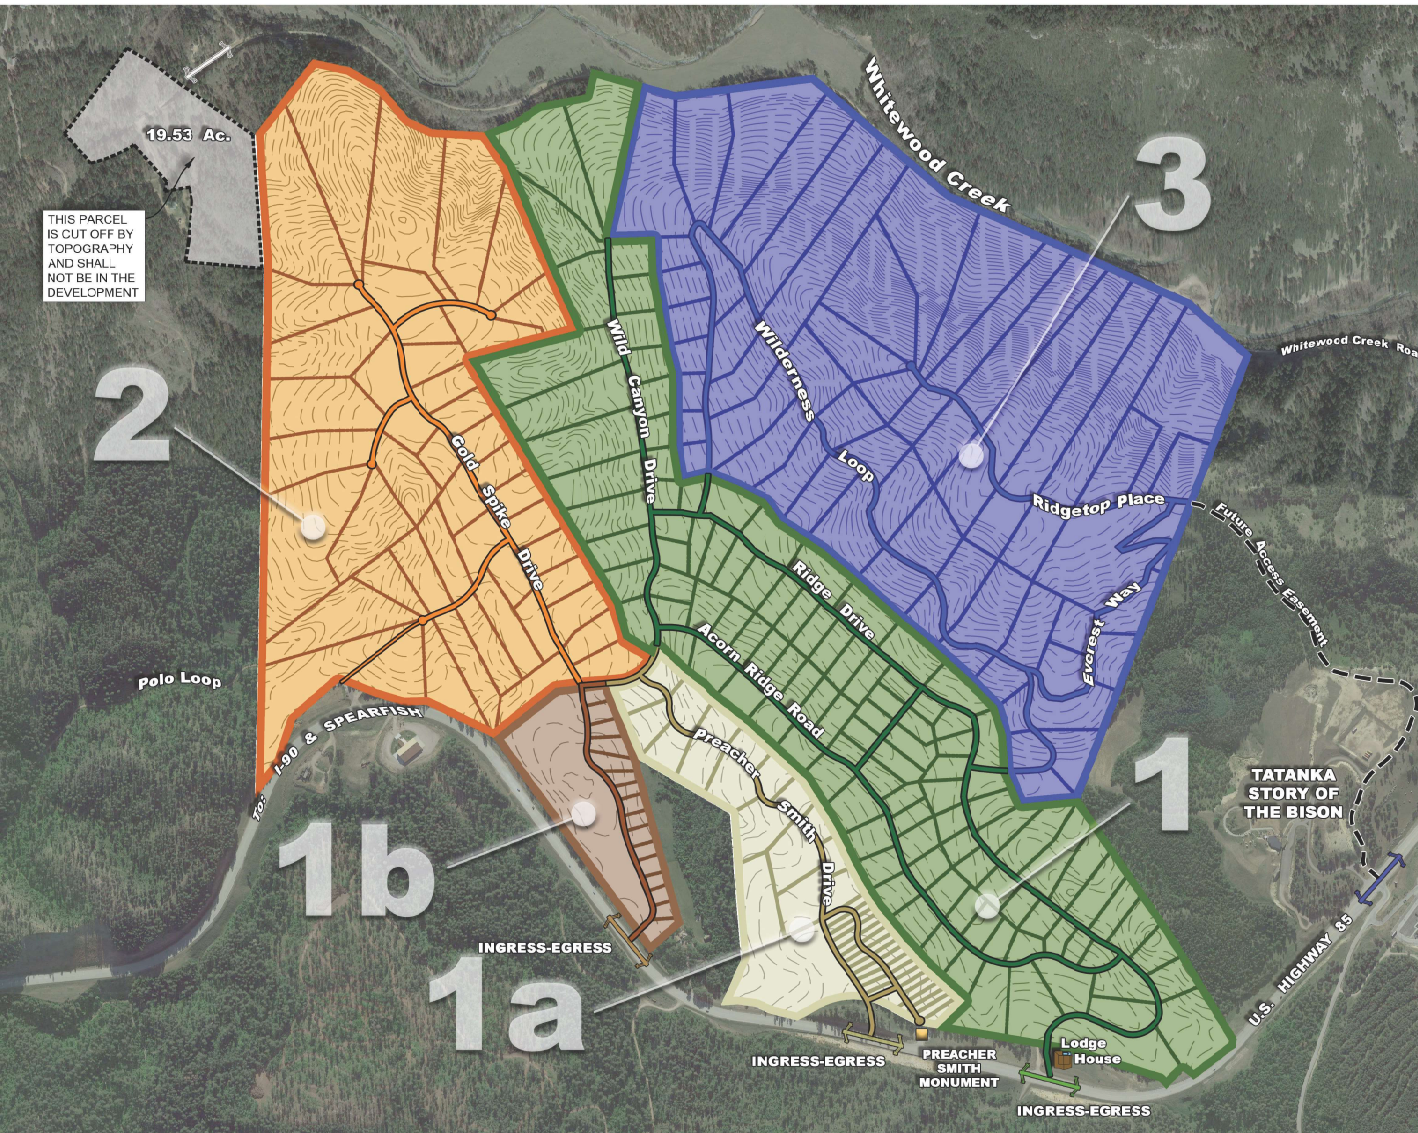 Whitewood Creek
3
19.53 Ac.
THIS PARCEL
IS CUT OFF BY
TOPOGRAPHY
AND SHALL
NOT BE IN THE
DEVELOPMENT
Whitewood Creek Roa
2
Wild Canyon Drive
Wilderness Loop
Gold Spike Drive
Ridgetop Place
Future Access Easement
Ridge Drive
Everest Way
Acorn Ridge Road
Polo Loop
TO: I-90 & SPEARFISH
Preacher Smith Drive
1
TATANKA
STORY OF
THE BISON
1b
INGRESS-EGRESS
U.S. HIGHWAY 85
1a
INGRESS-EGRESS
PREACHER
SMITH
MONUMENT
Lodge
House
INGRESS-EGRESS